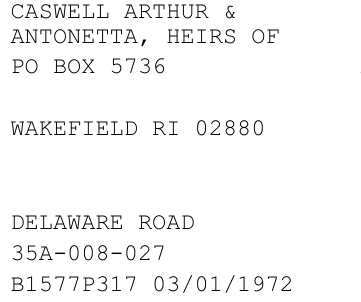 CASWELL ARTHUR &
ANTONETTA, HEIRS OF
PO BOX 5736
WAKEFIELD RI 02880
DELAWARE ROAD
35A-008-027
B1577P317 03/01/1972